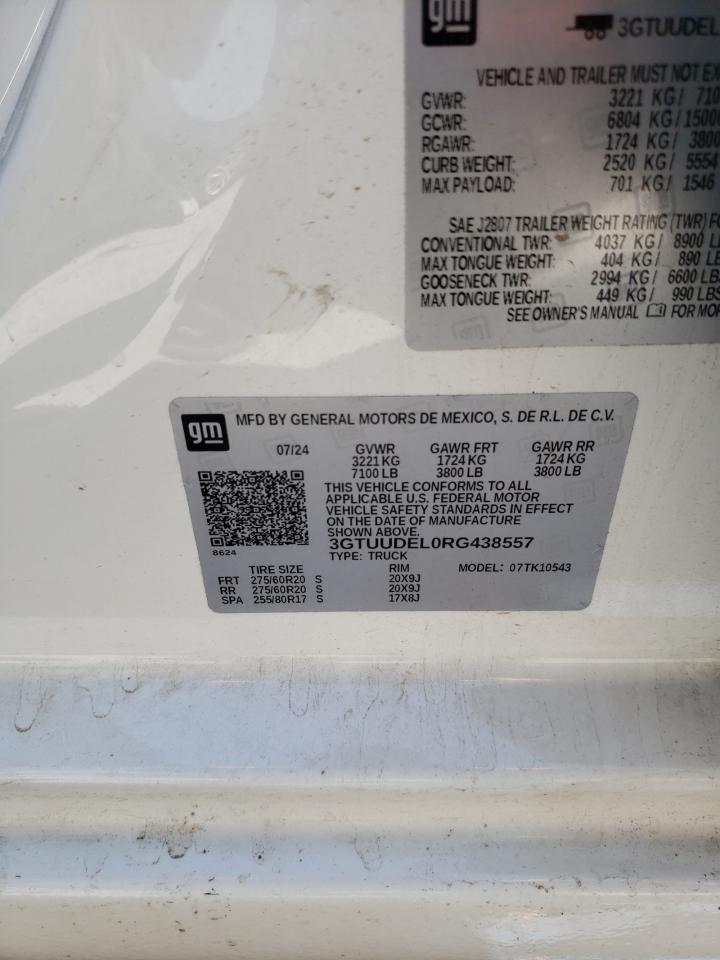 gm
3GTUUDEL
VEHICLE AND TRAILER MUST NOT EX
GVWR: 3221 KG/ 710
GCWR: 6804 KG/1500
RGAWR: 1724 KG/ 3800
CURB WEIGHT: 2520 KG/ 5554
MAX PAYLOAD: 701 KG/ 1546
SAE J2807 TRAILER WEIGHT RATING (TWR) FO
CONVENTIONAL TWR: 4037 KG/ 8900 L
MAX TONGUE WEIGHT: 404 KG/ 890 LB
GOOSENECK TWR: 2994 KG/ 6600 LBS
MAX TONGUE WEIGHT: 449 KG/ 990 LBS
SEE OWNER'S MANUAL FOR MOR
gm
MFD BY GENERAL MOTORS DE MEXICO, S. DE R.L. DE C.V.
07/24 GVWR GAWR FRT GAWR RR
3221 KG 1724 KG 1724 KG
7100 LB 3800 LB 3800 LB
THIS VEHICLE CONFORMS TO ALL
APPLICABLE U.S. FEDERAL MOTOR
VEHICLE SAFETY STANDARDS IN EFFECT
ON THE DATE OF MANUFACTURE
SHOWN ABOVE.
3GTUUDEL0RG438557
8624
TYPE: TRUCK
TIRE SIZE RIM MODEL: 07TK10543
FRT 275/60R20 S 20X9J
RR 275/60R20 S 20X9J
SPA 255/80R17 S 17X8J